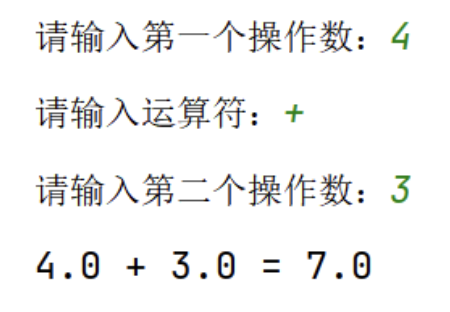 请输入第一个操作数：4
请输入运算符：+
请输入第二个操作数：3
4.0 + 3.0 = 7.0